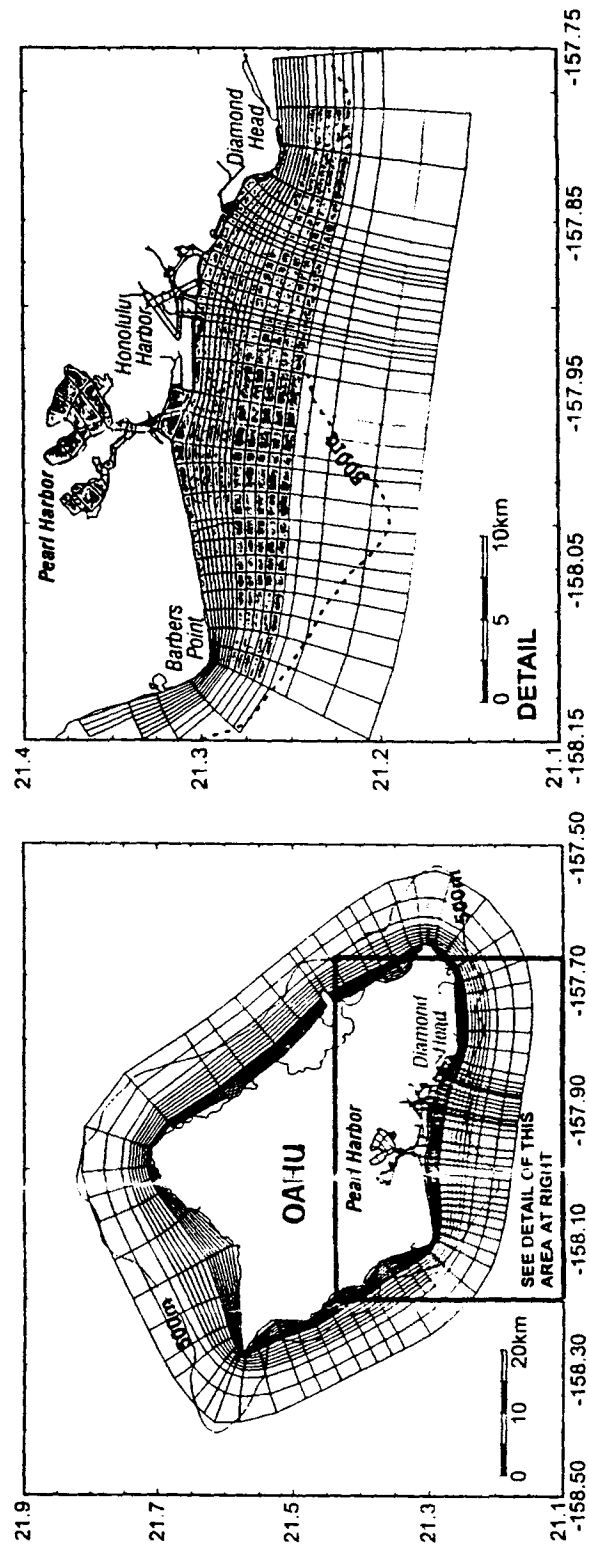 21.9
21.7
21.5
21.3
21.1
-158.50
-158.30
-158.10
-157.90
-157.70
-157.50
500m
OAHU
Pearl Harbor
Diamond
Head
500m
SEE DETAIL OF THIS
AREA AT RIGHT
0 10 20km
21.4
21.3
21.2
21.1
-158.15
-158.05
-157.95
-157.85
-157.75
Pearl Harbor
Honolulu
Harbor
Diamond
Head
Barbers
Point
500m
0 5 10km
DETAIL